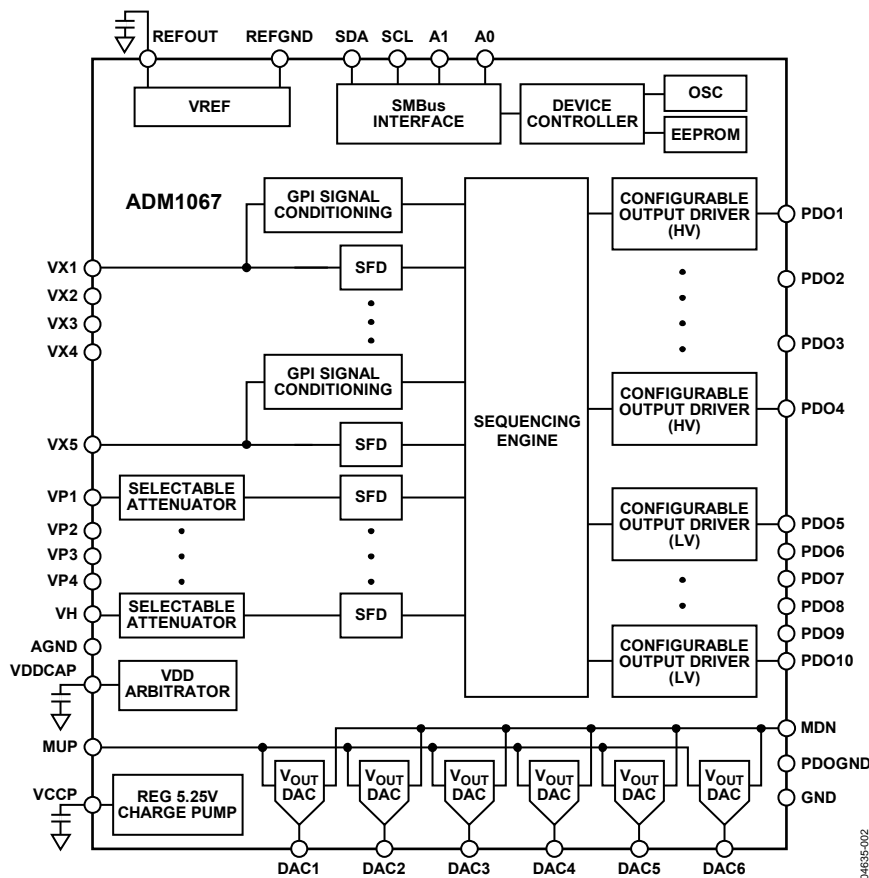 REFOUT
REFGND
SDA
SCL
A1
A0
VREF
SMBus
INTERFACE
DEVICE
CONTROLLER
OSC
EEPROM
ADM1067
GPI SIGNAL
CONDITIONING
SFD
VX1
VX2
VX3
VX4
GPI SIGNAL
CONDITIONING
SFD
VX5
SELECTABLE
ATTENUATOR
SFD
VP1
VP2
VP3
VP4
VH
SELECTABLE
ATTENUATOR
SFD
AGND
VDDCAP
VDD
ARBITRATOR
SEQUENCING
ENGINE
CONFIGURABLE
OUTPUT DRIVER
(HV)
PDO1
PDO2
PDO3
CONFIGURABLE
OUTPUT DRIVER
(HV)
PDO4
CONFIGURABLE
OUTPUT DRIVER
(LV)
PDO5
PDO6
PDO7
PDO8
PDO9
CONFIGURABLE
OUTPUT DRIVER
(LV)
PDO10
MUP
MDN
PDOGND
GND
VCCP
REG 5.25V
CHARGE PUMP
VOUT
DAC
VOUT
DAC
VOUT
DAC
VOUT
DAC
VOUT
DAC
VOUT
DAC
DAC1
DAC2
DAC3
DAC4
DAC5
DAC6
04635-002